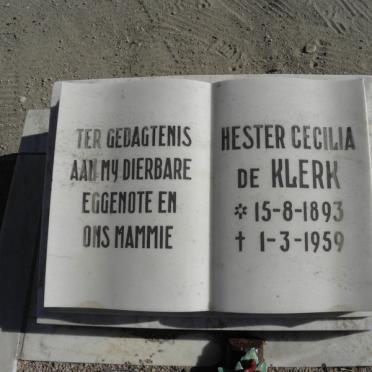 TER GEDAGTENIS
AAN MY DIERBARE
EGGENOTE EN
ONS MAMMIE
HESTER CECILIA
DE KLERK
* 15-8-1893
† 1-3-1959